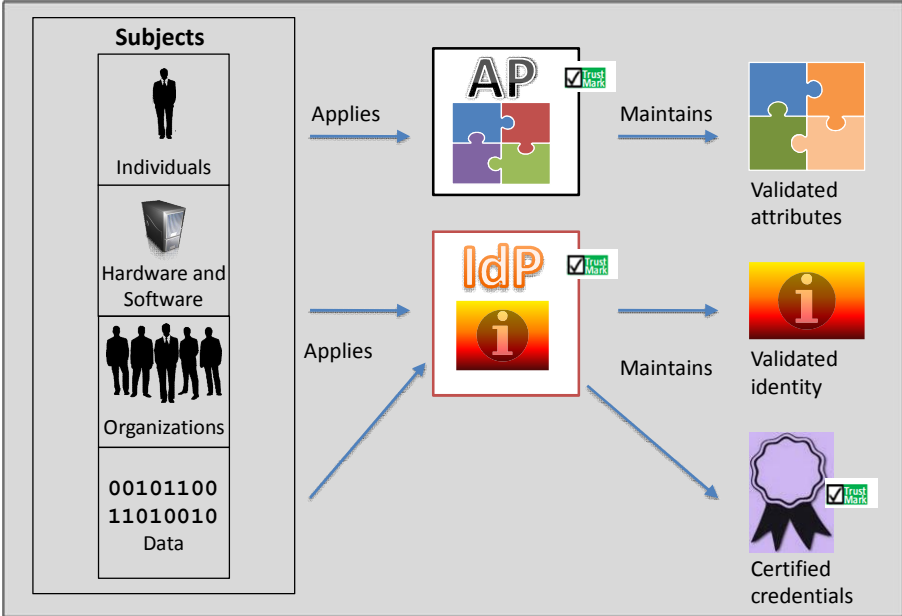 Subjects
Individuals
Hardware and
Software
Organizations
00101100
11010010
Data
Applies
Applies
AP
Trust
Mark
IdP
Trust
Mark
i
Maintains
Maintains
Validated
attributes
i
Validated
identity
Trust
Mark
Certified
credentials